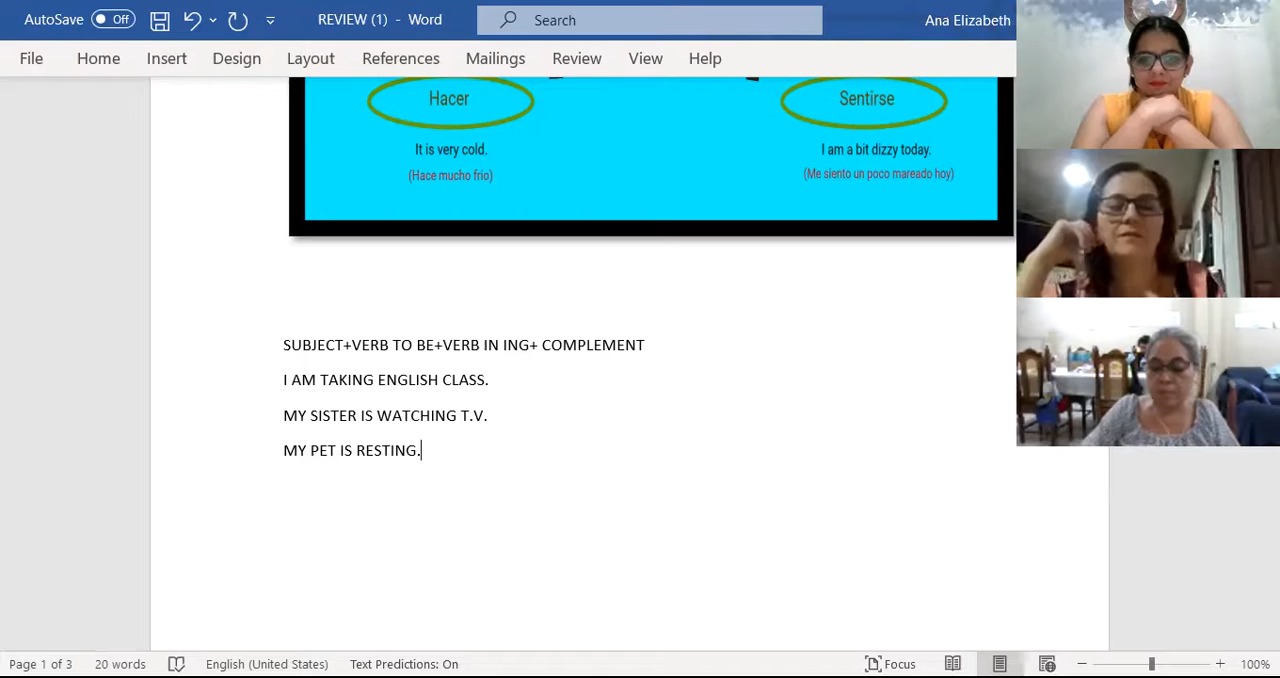 AutoSave Off REVIEW (1) - Word Search Ana Elizabeth
File Home Insert Design Layout References Mailings Review View Help
Hacer Sentirse
It is very cold. I am a bit dizzy today.
(Hace mucho frio) (Me siento un poco mareado hoy)
SUBJECT+VERB TO BE+VERB IN ING+ COMPLEMENT
I AM TAKING ENGLISH CLASS.
MY SISTER IS WATCHING T.V.
MY PET IS RESTING.
Page 1 of 3 20 words English (United States) Text Predictions: On Focus 100%